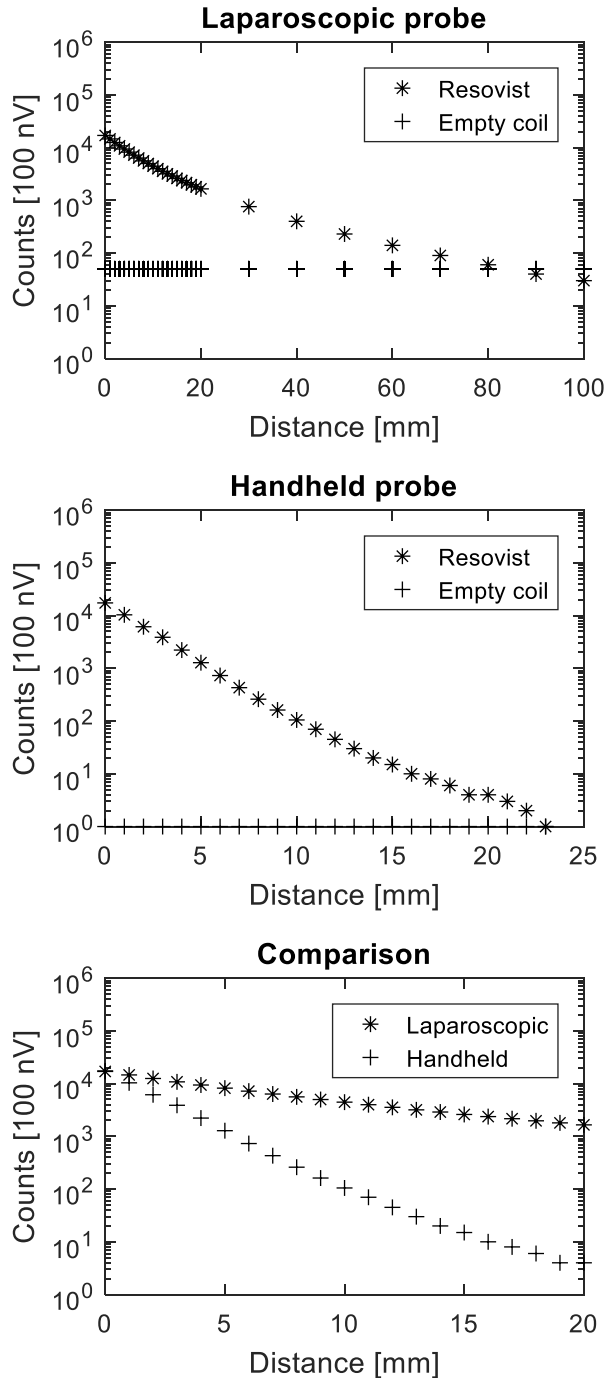 Laparoscopic probe
Counts [100 nV]
10^6
10^5
10^4
10^3
10^2
10^1
10^0
Resovist
Empty coil
0 20 40 60 80 100
Distance [mm]
Handheld probe
Counts [100 nV]
10^6
10^5
10^4
10^3
10^2
10^1
10^0
Resovist
Empty coil
0 5 10 15 20 25
Distance [mm]
Comparison
Counts [100 nV]
10^6
10^5
10^4
10^3
10^2
10^1
10^0
Laparoscopic
Handheld
0 5 10 15 20
Distance [mm]